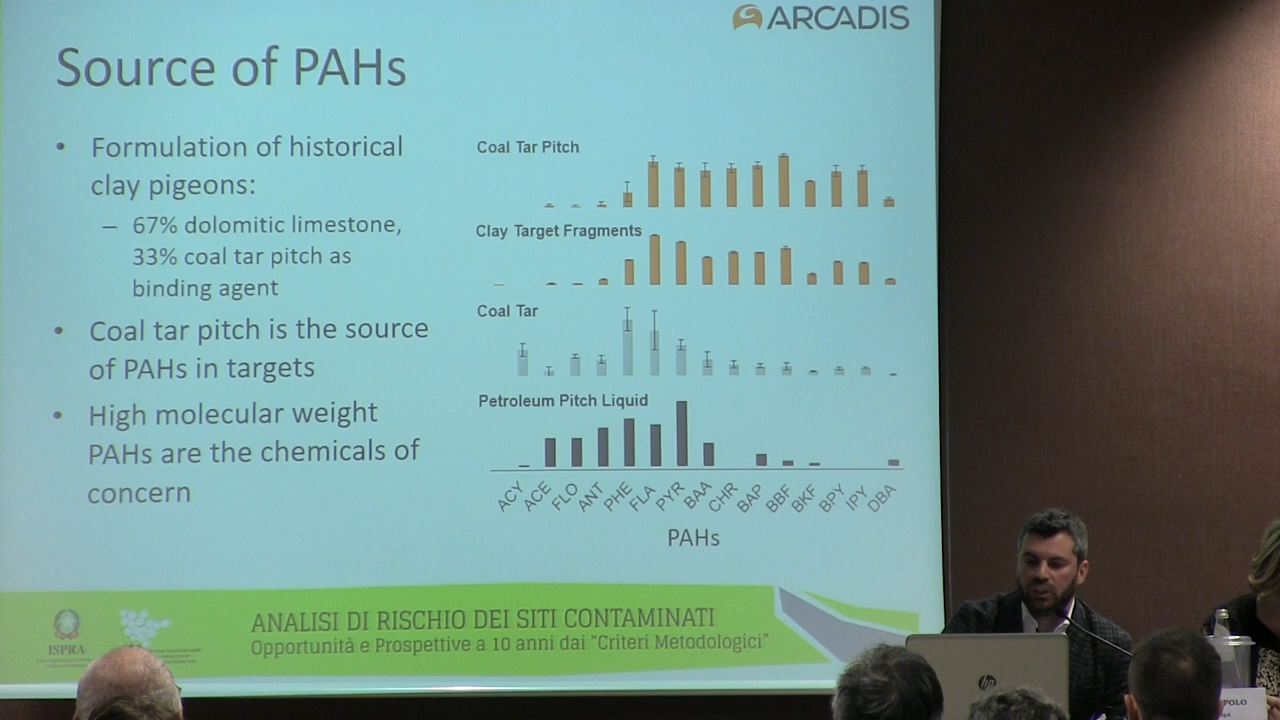 ARCADIS
Source of PAHs
• Formulation of historical
clay pigeons:
– 67% dolomitic limestone,
33% coal tar pitch as
binding agent
• Coal tar pitch is the source
of PAHs in targets
• High molecular weight
PAHs are the chemicals of
concern
Coal Tar Pitch
Clay Target Fragments
Coal Tar
Petroleum Pitch Liquid
ACY ACE FLO ANT PHE FLA PYR BAA CHR BAP BBF BKF BPY IPY DBA
PAHs
ISPRA
ANALISI DI RISCHIO DEI SITI CONTAMINATI
Opportunità e Prospettive a 10 anni dai "Criteri Metodologici"
hp
POLO